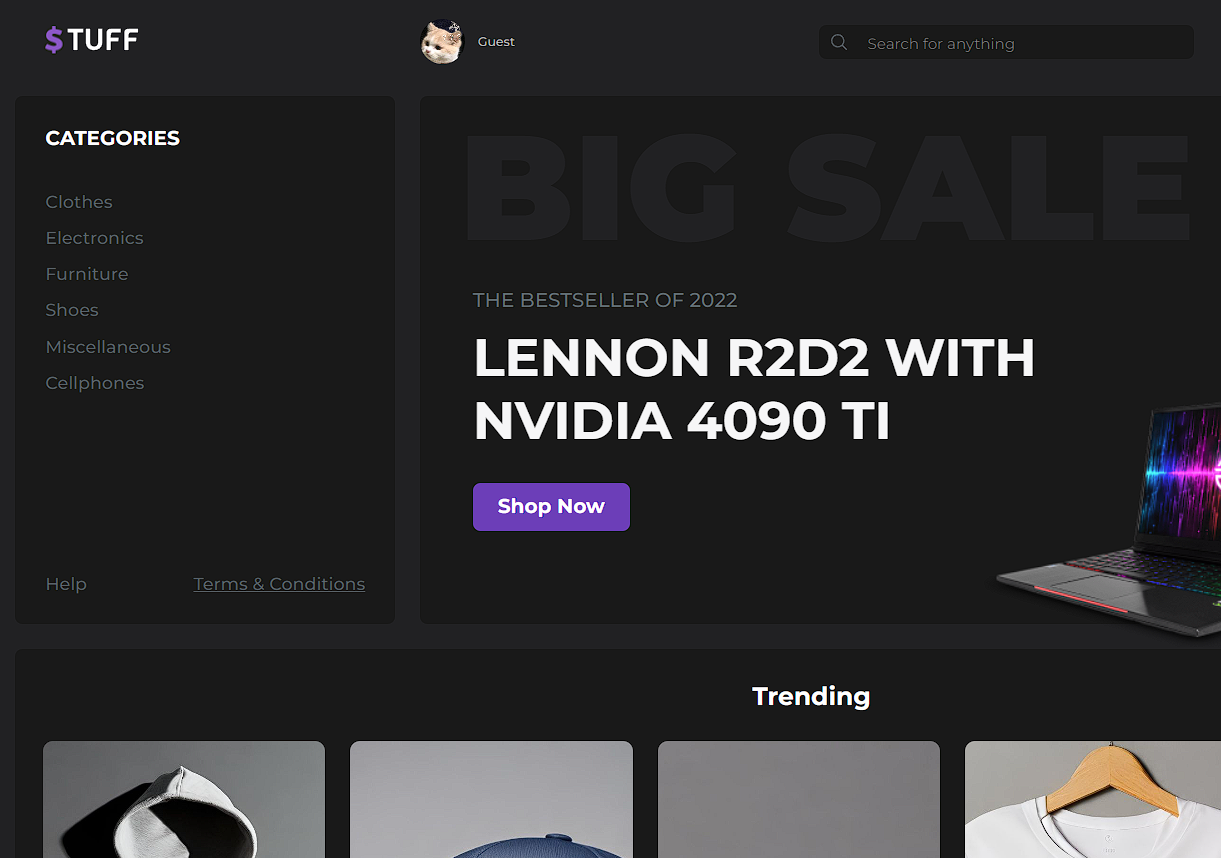 $TUFF
Guest
Search for anything
CATEGORIES
Clothes
Electronics
Furniture
Shoes
Miscellaneous
Cellphones
Help
Terms & Conditions
BIG SALE
THE BESTSELLER OF 2022
LENNON R2D2 WITH
NVIDIA 4090 TI
Shop Now
Trending